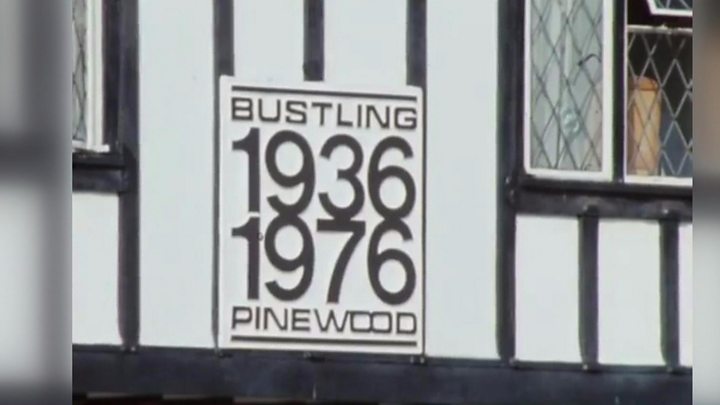 BUSTLING
1936
1976
PINEWOOD